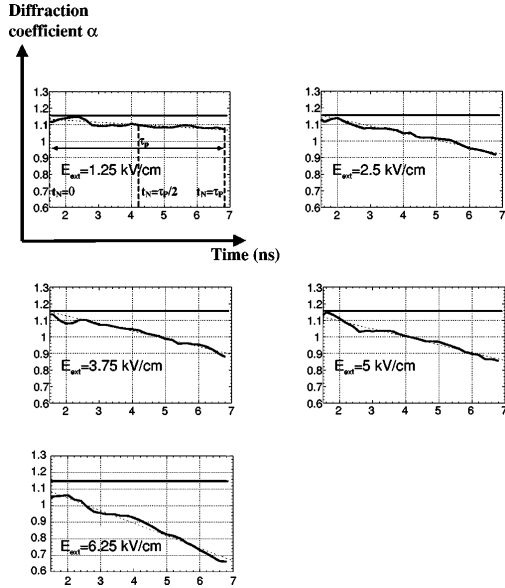 Diffraction
coefficient α
1.3
1.2
1.1
1
0.9
0.8
0.7
0.6
τP
Eext=1.25 kV/cm
tN=0 tN=τP/2 tN=τP
2 3 4 5 6 7
Time (ns)
1.3
1.2
1.1
1
0.9
0.8
0.7
0.6
Eext=2.5 kV/cm
2 3 4 5 6 7
1.3
1.2
1.1
1
0.9
0.8
0.7
0.6
Eext=3.75 kV/cm
2 3 4 5 6 7
1.3
1.2
1.1
1
0.9
0.8
0.7
0.6
Eext=5 kV/cm
2 3 4 5 6 7
1.3
1.2
1.1
1
0.9
0.8
0.7
0.6
Eext=6.25 kV/cm
2 3 4 5 6 7